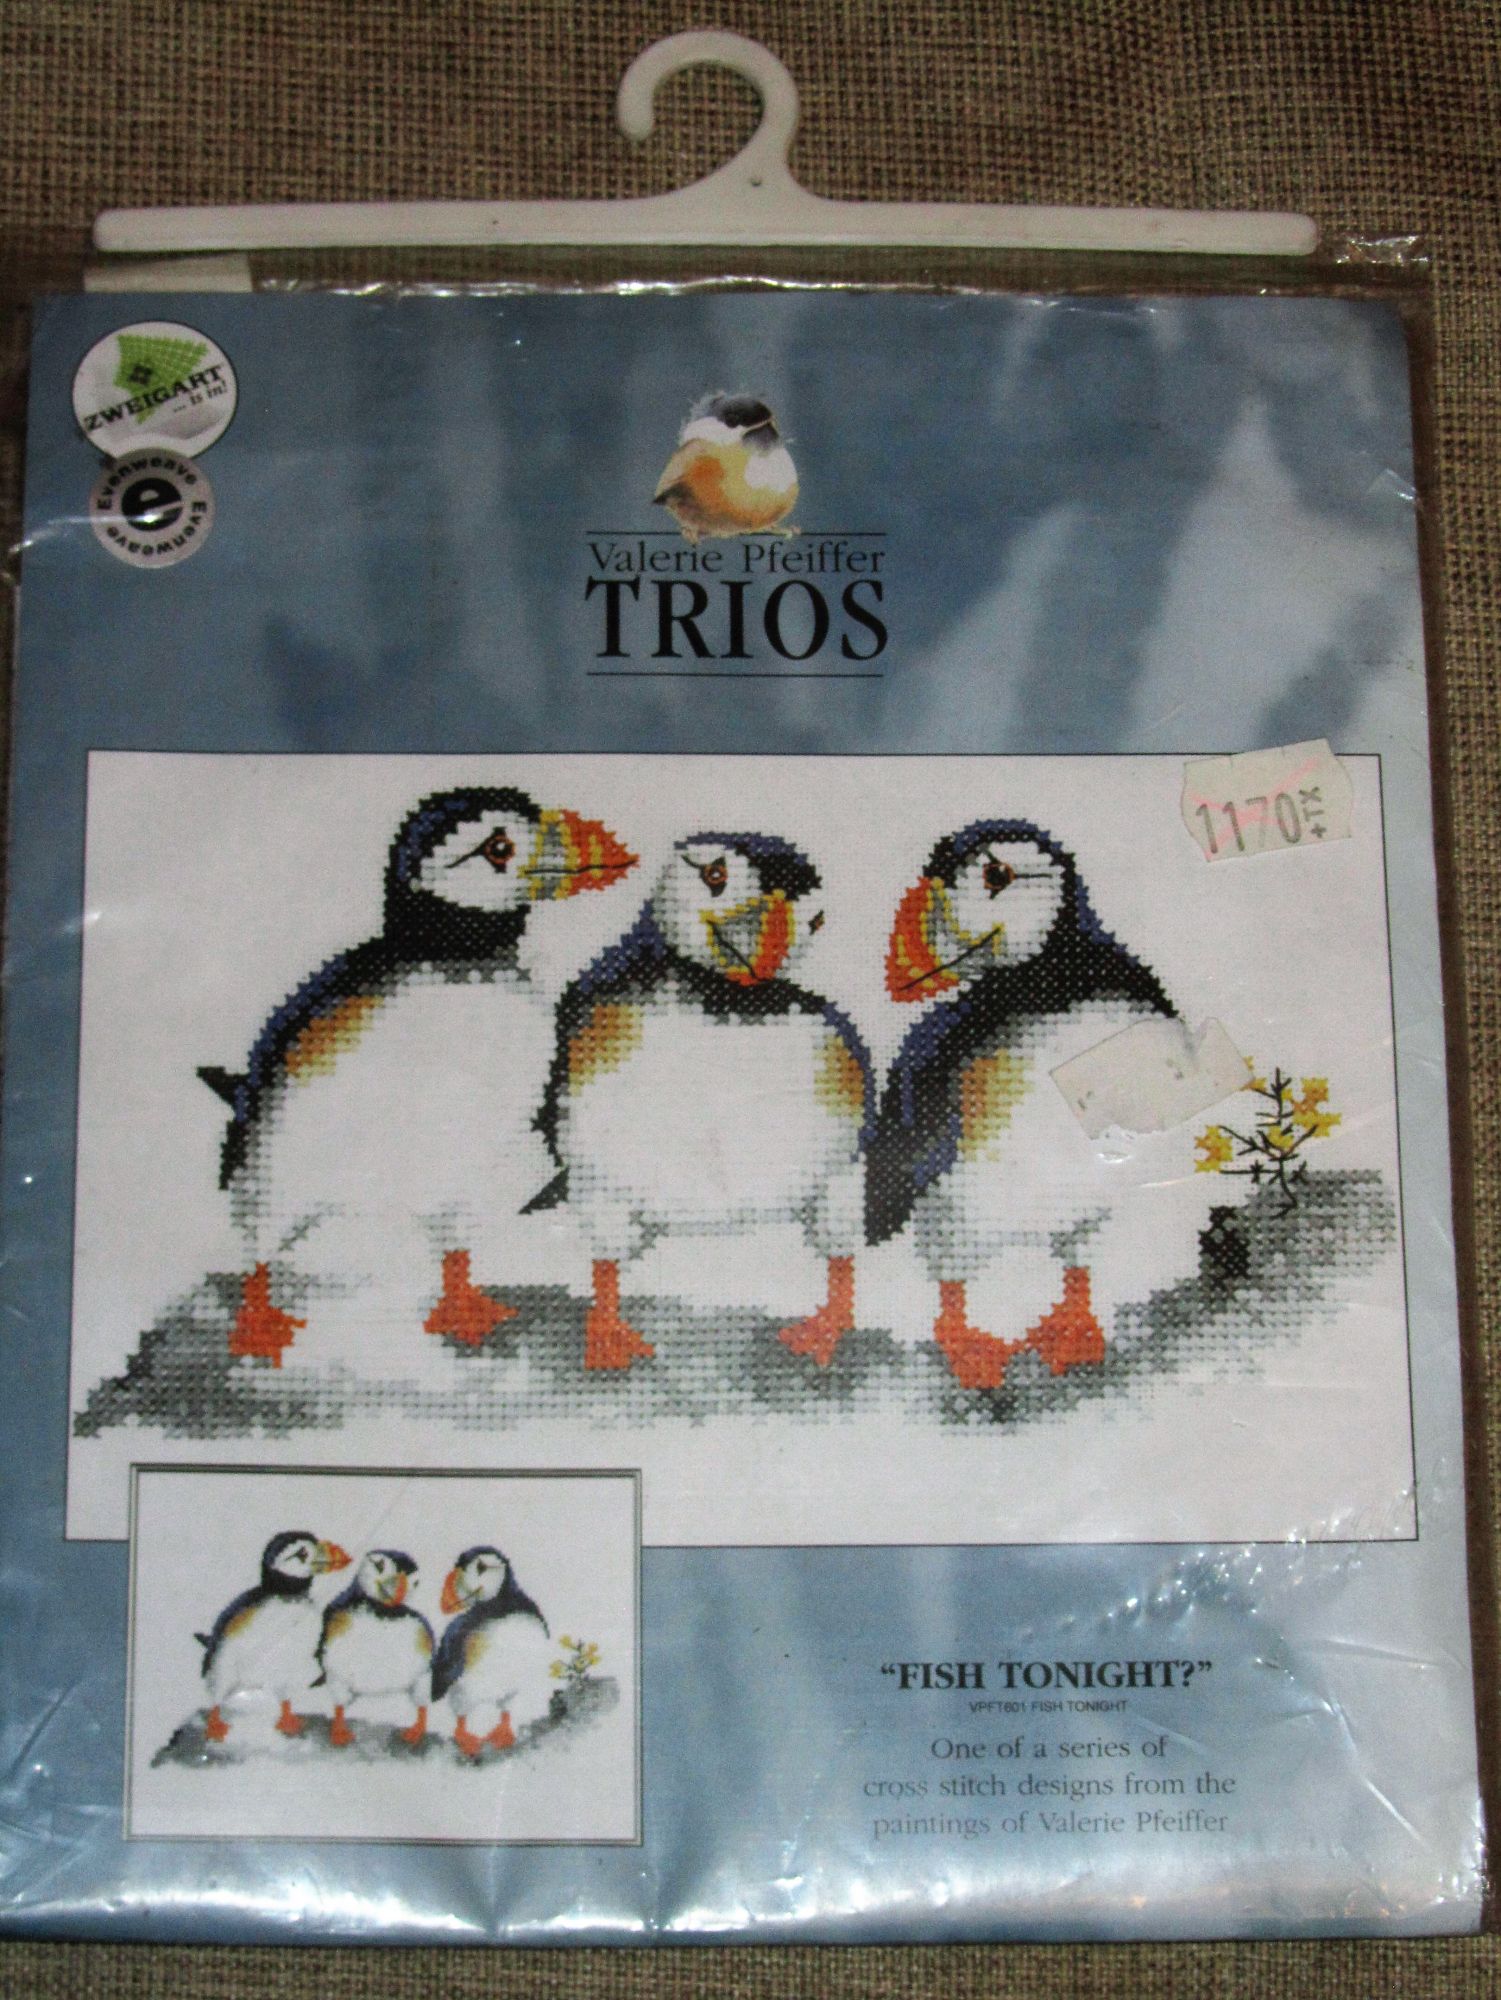 ZWEIGART
... is in!
Evenweave Evenweave
e
Valerie Pfeiffer
TRIOS
1170 +TX
"FISH TONIGHT?"
VPFT601 FISH TONIGHT
One of a series of
cross stitch designs from the
paintings of Valerie Pfeiffer